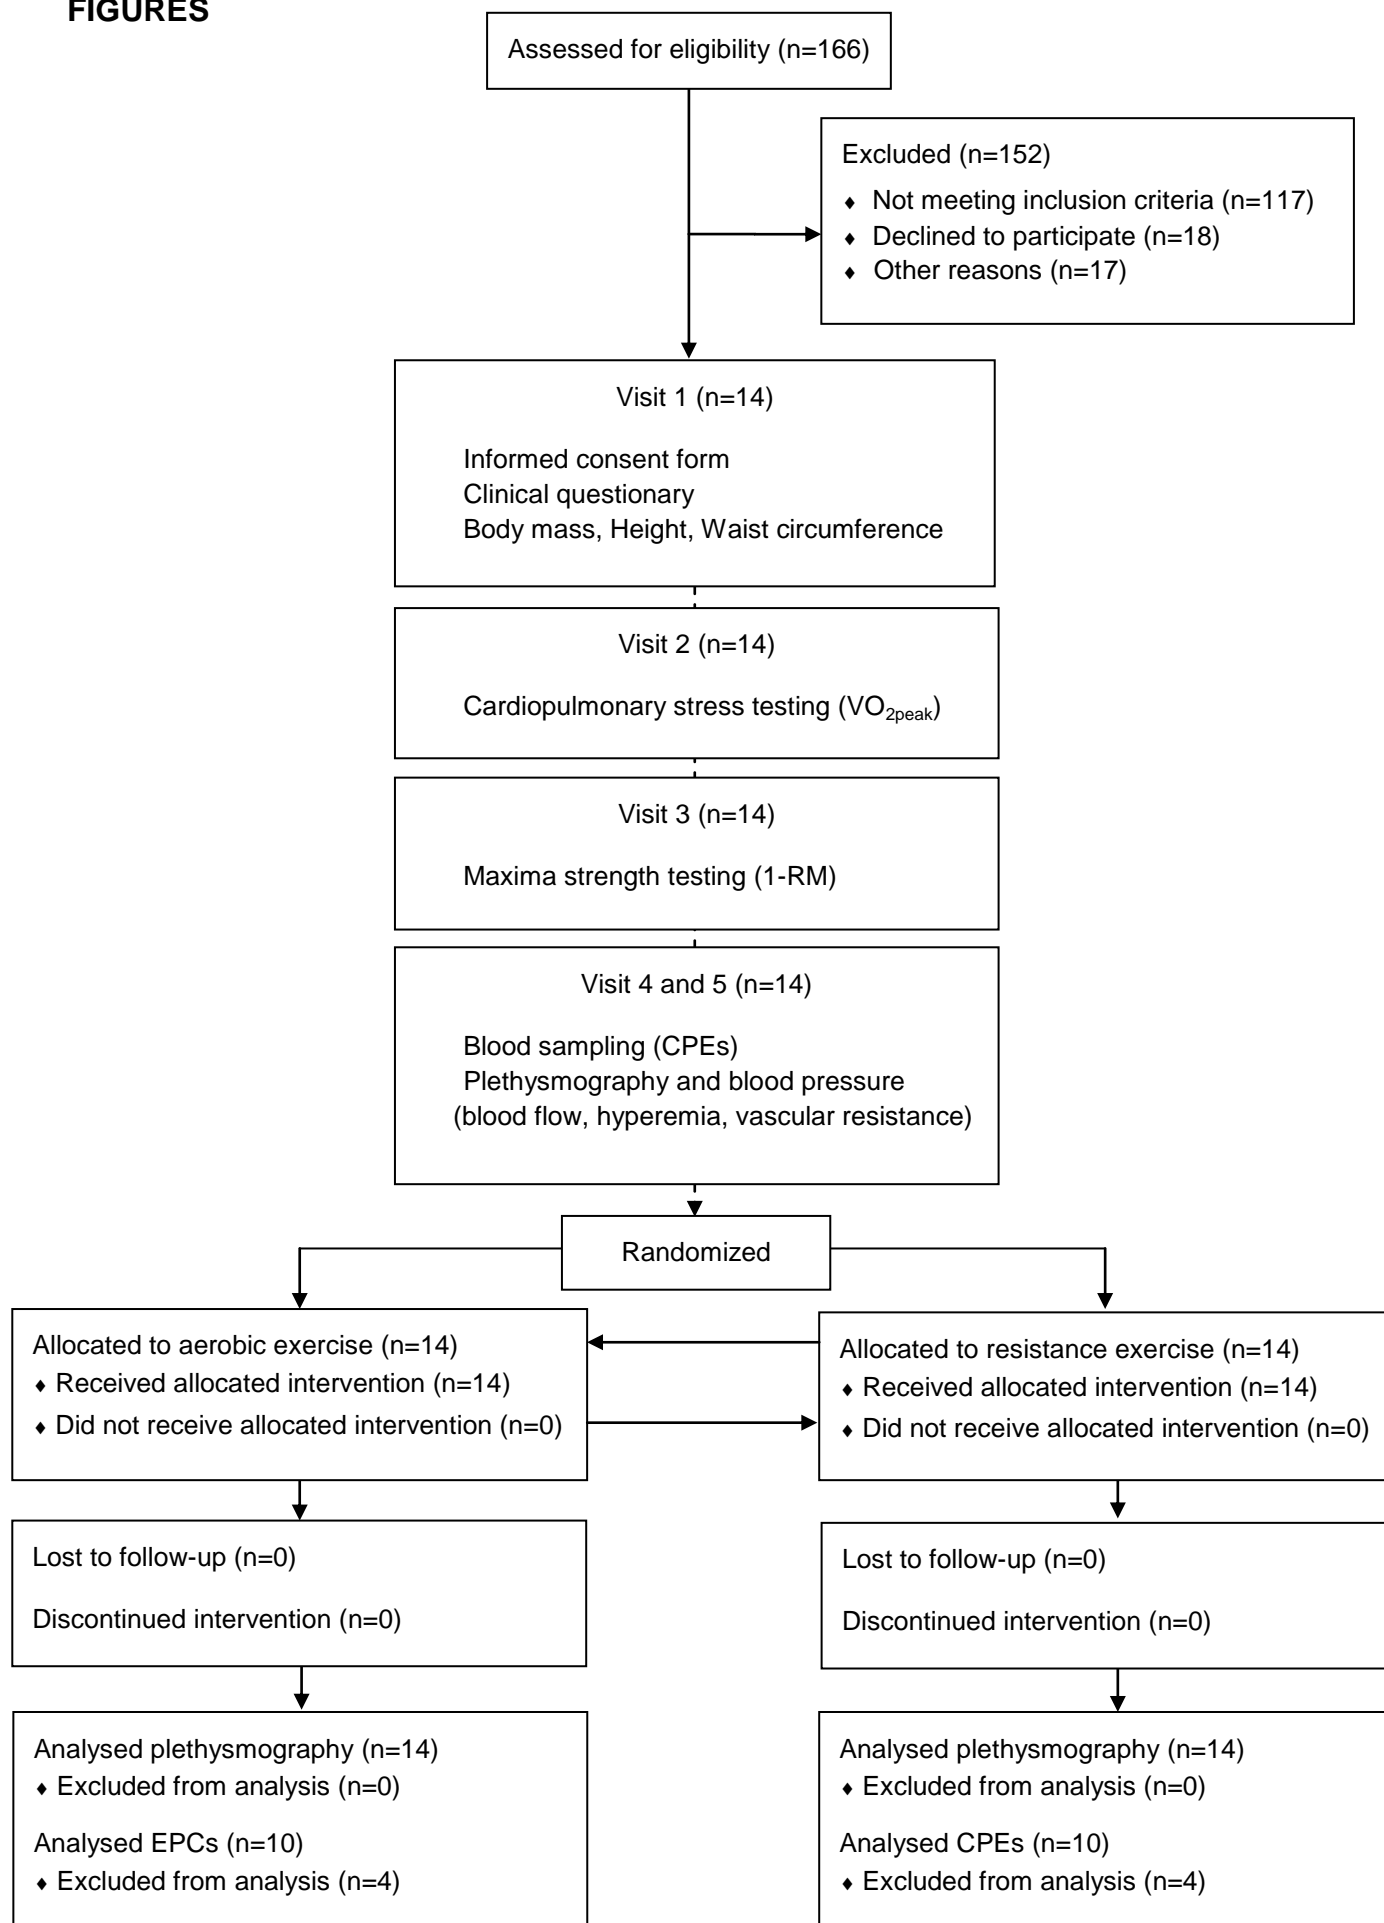 FIGURES
Assessed for eligibility (n=166)
Excluded (n=152)
♦ Not meeting inclusion criteria (n=117)
♦ Declined to participate (n=18)
♦ Other reasons (n=17)
Visit 1 (n=14)
Informed consent form
Clinical questionary
Body mass, Height, Waist circumference
Visit 2 (n=14)
Cardiopulmonary stress testing (VO2peak)
Visit 3 (n=14)
Maxima strength testing (1-RM)
Visit 4 and 5 (n=14)
Blood sampling (CPEs)
Plethysmography and blood pressure
(blood flow, hyperemia, vascular resistance)
Randomized
Allocated to aerobic exercise (n=14)
♦ Received allocated intervention (n=14)
♦ Did not receive allocated intervention (n=0)
Allocated to resistance exercise (n=14)
♦ Received allocated intervention (n=14)
♦ Did not receive allocated intervention (n=0)
Lost to follow-up (n=0)
Discontinued intervention (n=0)
Lost to follow-up (n=0)
Discontinued intervention (n=0)
Analysed plethysmography (n=14)
♦ Excluded from analysis (n=0)
Analysed EPCs (n=10)
♦ Excluded from analysis (n=4)
Analysed plethysmography (n=14)
♦ Excluded from analysis (n=0)
Analysed CPEs (n=10)
♦ Excluded from analysis (n=4)